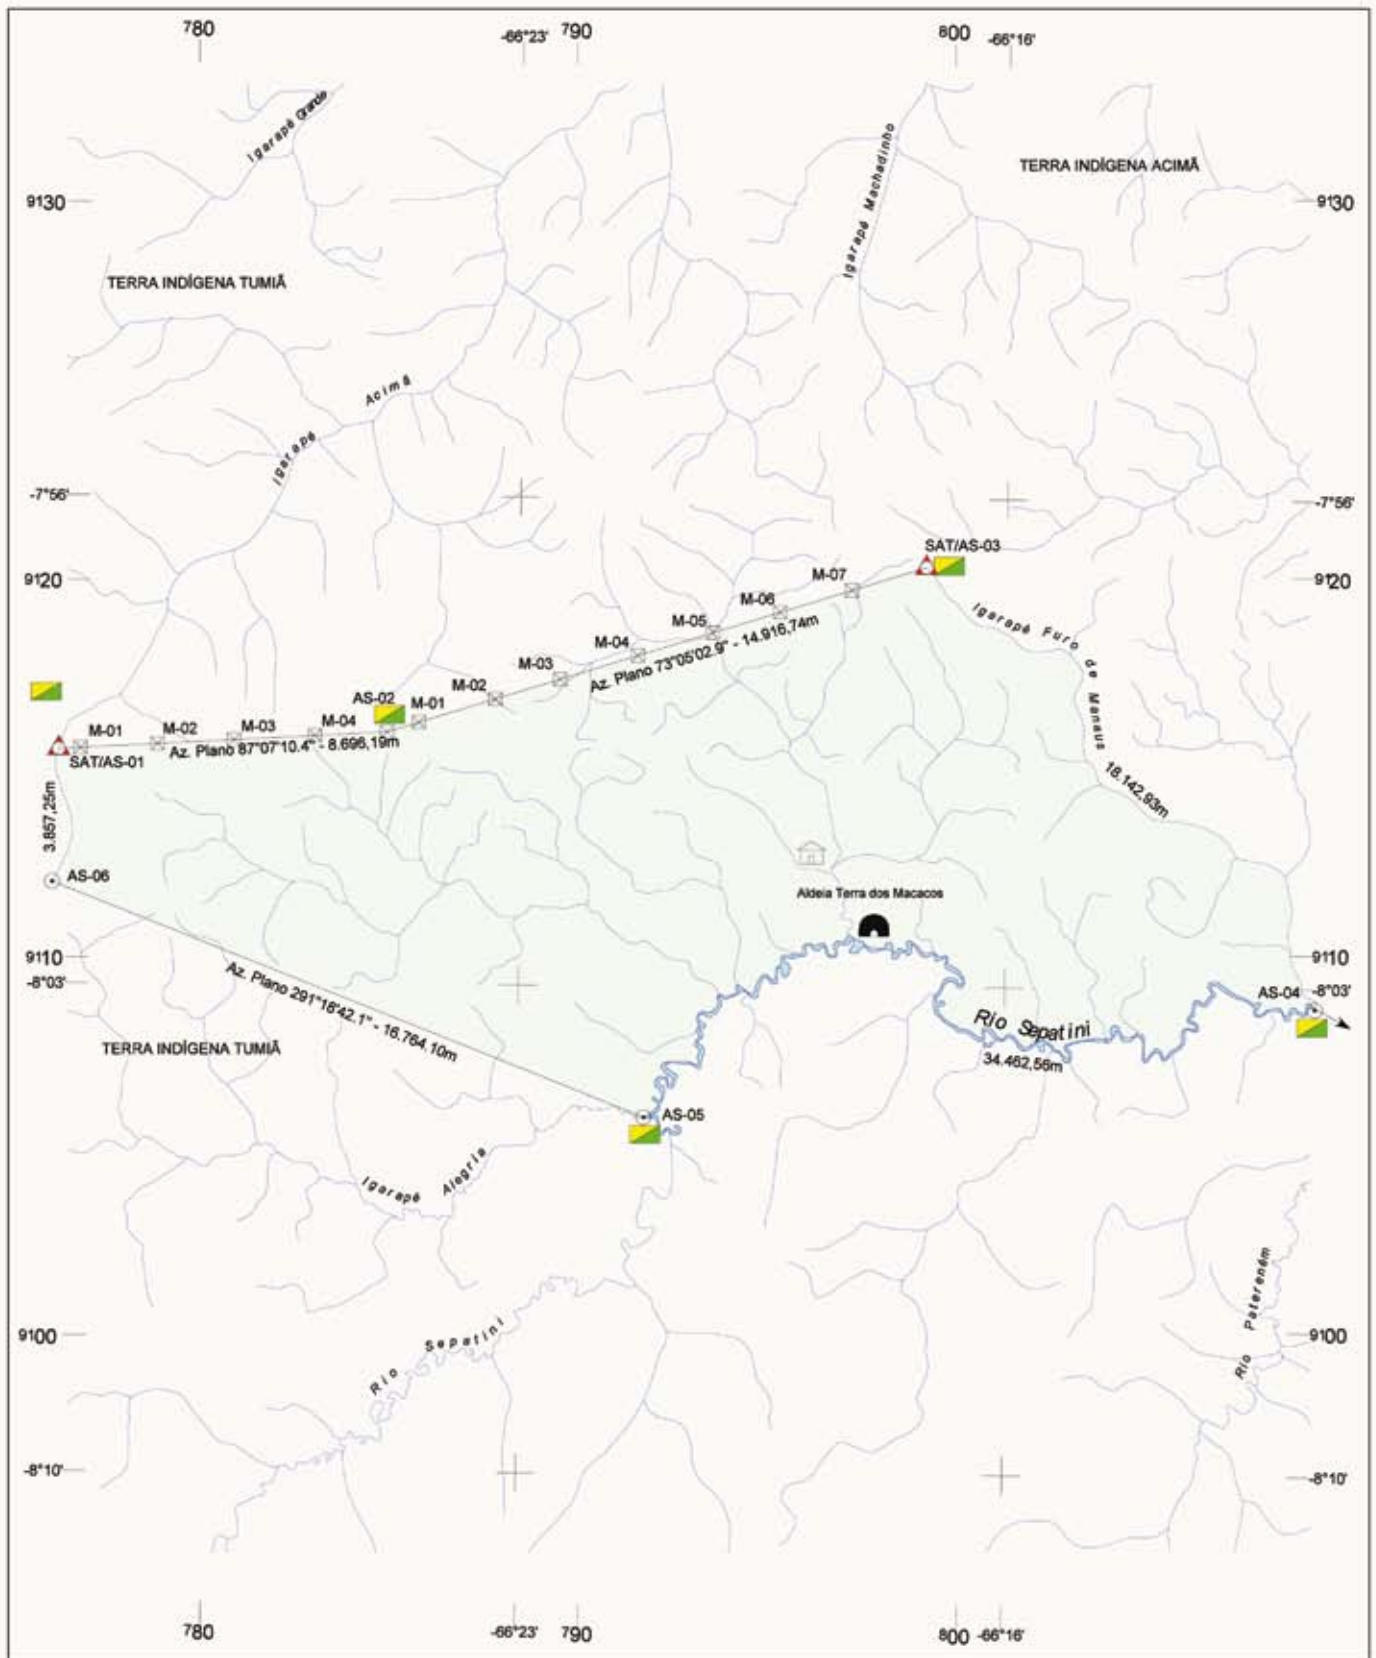 780
-66°23'
790
800
-66°16'
Igarapé Grande
Igarapé Machadinho
TERRA INDÍGENA ACIMÃ
9130
9130
TERRA INDÍGENA TUMIÃ
Igarapé Acimã
-7°56'
-7°56'
SAT/AS-03
9120
9120
M-07
M-06
M-05
M-04
M-03
M-02
M-01
Az. Plano 73°05'02.9" - 14.916,74m
Igarapé Furo de Manaus 18.142,93m
AS-02
M-04
M-03
M-02
M-01
Az. Plano 87°07'10.4" - 8.696,19m
SAT/AS-01
3.857,25m
AS-06
Aldeia Terra dos Macacos
9110
9110
-8°03'
-8°03'
AS-04
Az. Plano 291°18'42.1" - 16.764.10m
Rio Sepatini
34.462,56m
TERRA INDÍGENA TUMIÃ
AS-05
Igarapé Alegria
Rio Sepatini
Rio Patereném
9100
9100
-8°10'
-8°10'
780
-66°23'
790
800
-66°16'